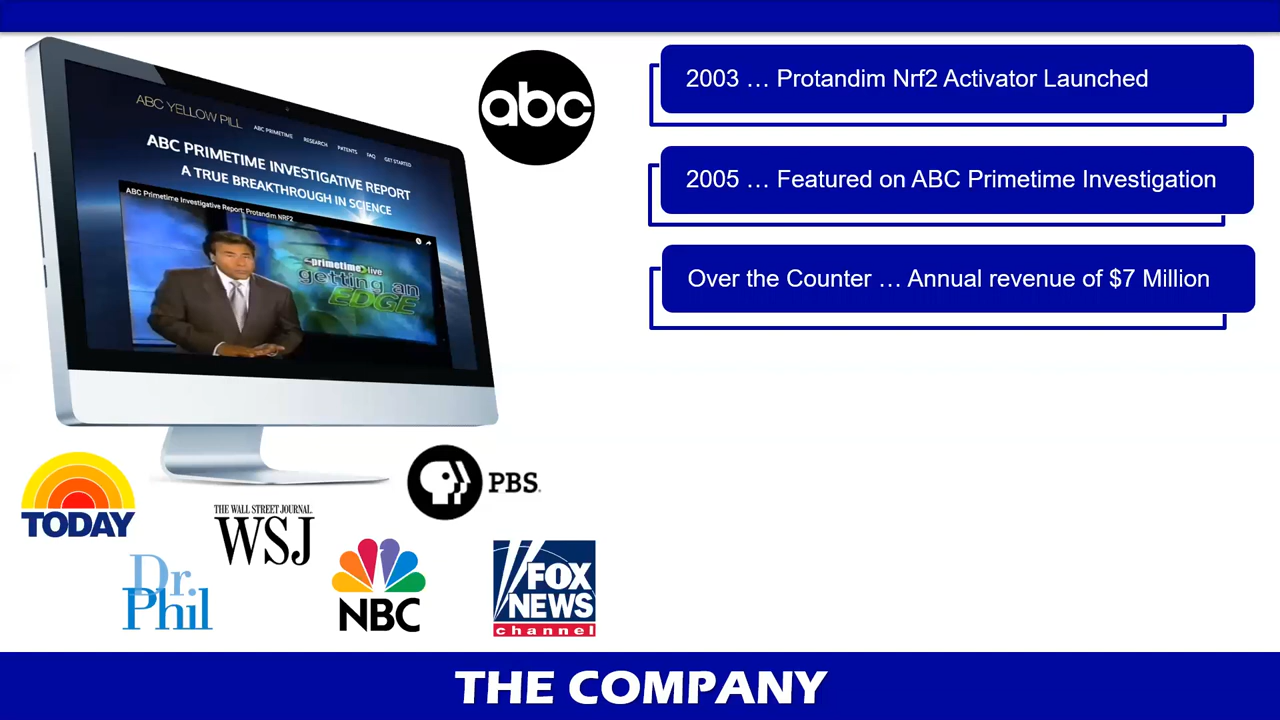 abc
2003 … Protandim Nrf2 Activator Launched
2005 … Featured on ABC Primetime Investigation
Over the Counter … Annual revenue of $7 Million
ABC YELLOW PILL
ABC PRIMETIME
RESEARCH
PATENTS
FAQ
GET STARTED
ABC PRIMETIME INVESTIGATIVE REPORT
A TRUE BREAKTHROUGH IN SCIENCE
ABC Primetime Investigative Report: Protandim NRF2
primetime live
getting an
EDGE
TODAY
THE WALL STREET JOURNAL.
WSJ
PBS.
Dr.
Phil
NBC
FOX
NEWS
channel
THE COMPANY